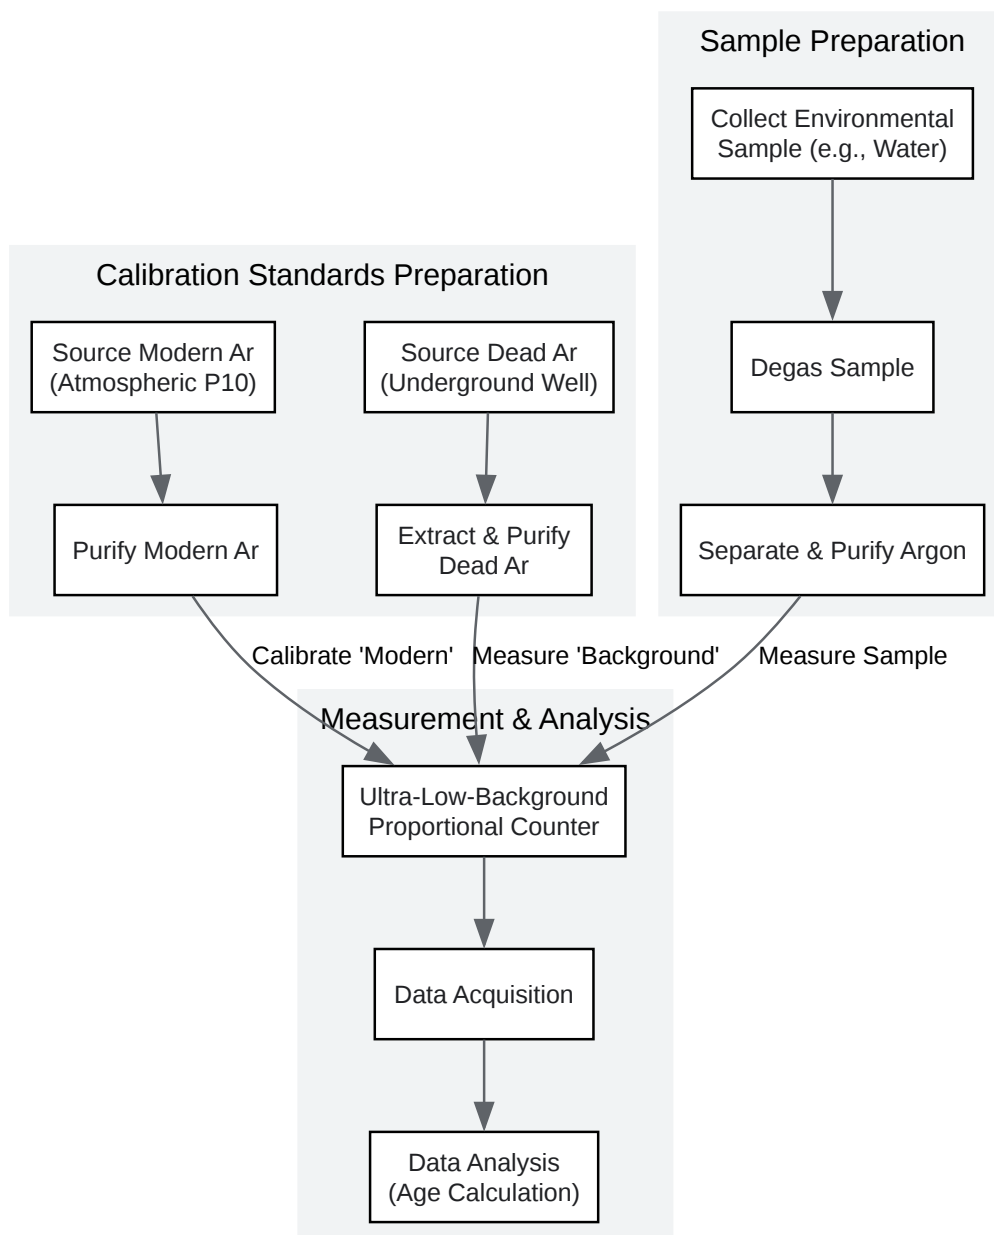 Sample Preparation
Collect Environmental
Sample (e.g., Water)
Degas Sample
Separate & Purify Argon
Calibration Standards Preparation
Source Modern Ar
(Atmospheric P10)
Source Dead Ar
(Underground Well)
Purify Modern Ar
Extract & Purify
Dead Ar
Calibrate 'Modern'
Measure 'Background'
Measure Sample
Measurement & Analysis
Ultra-Low-Background
Proportional Counter
Data Acquisition
Data Analysis
(Age Calculation)